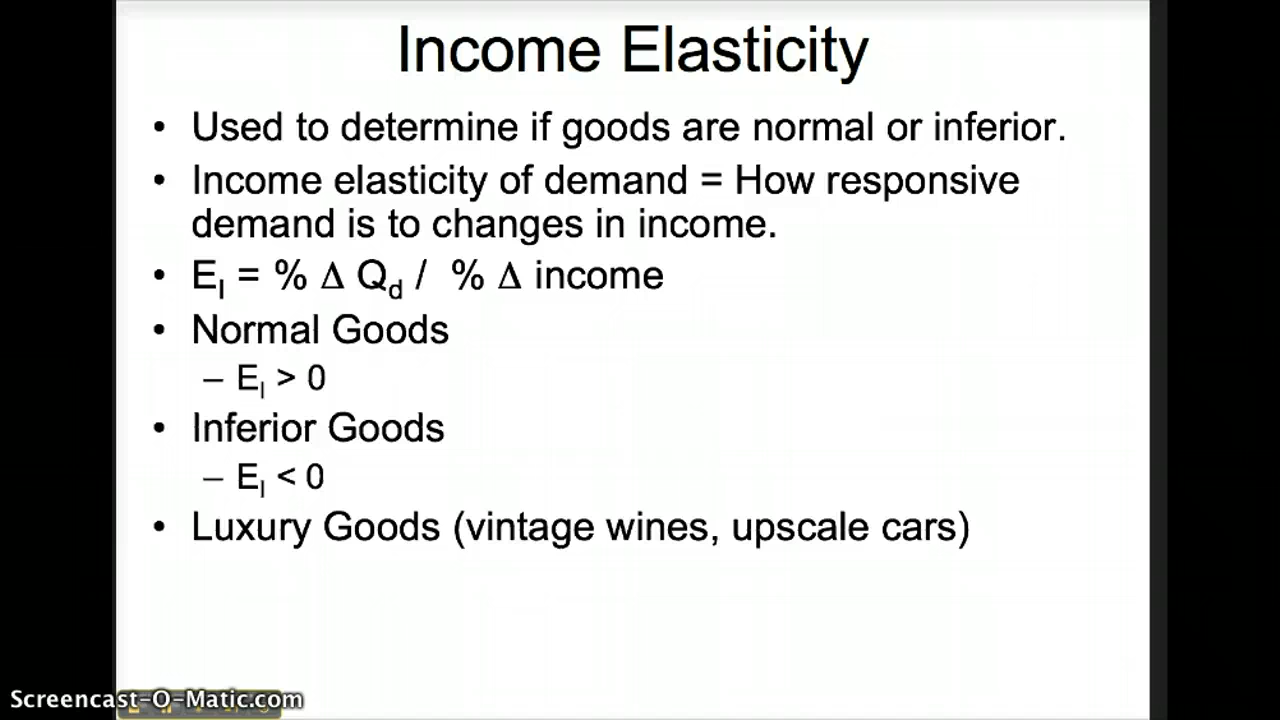 Income Elasticity
• Used to determine if goods are normal or inferior.
• Income elasticity of demand = How responsive
demand is to changes in income.
• EI = % Δ Qd / % Δ income
• Normal Goods
– EI > 0
• Inferior Goods
– EI < 0
• Luxury Goods (vintage wines, upscale cars)
Screencast-O-Matic.com